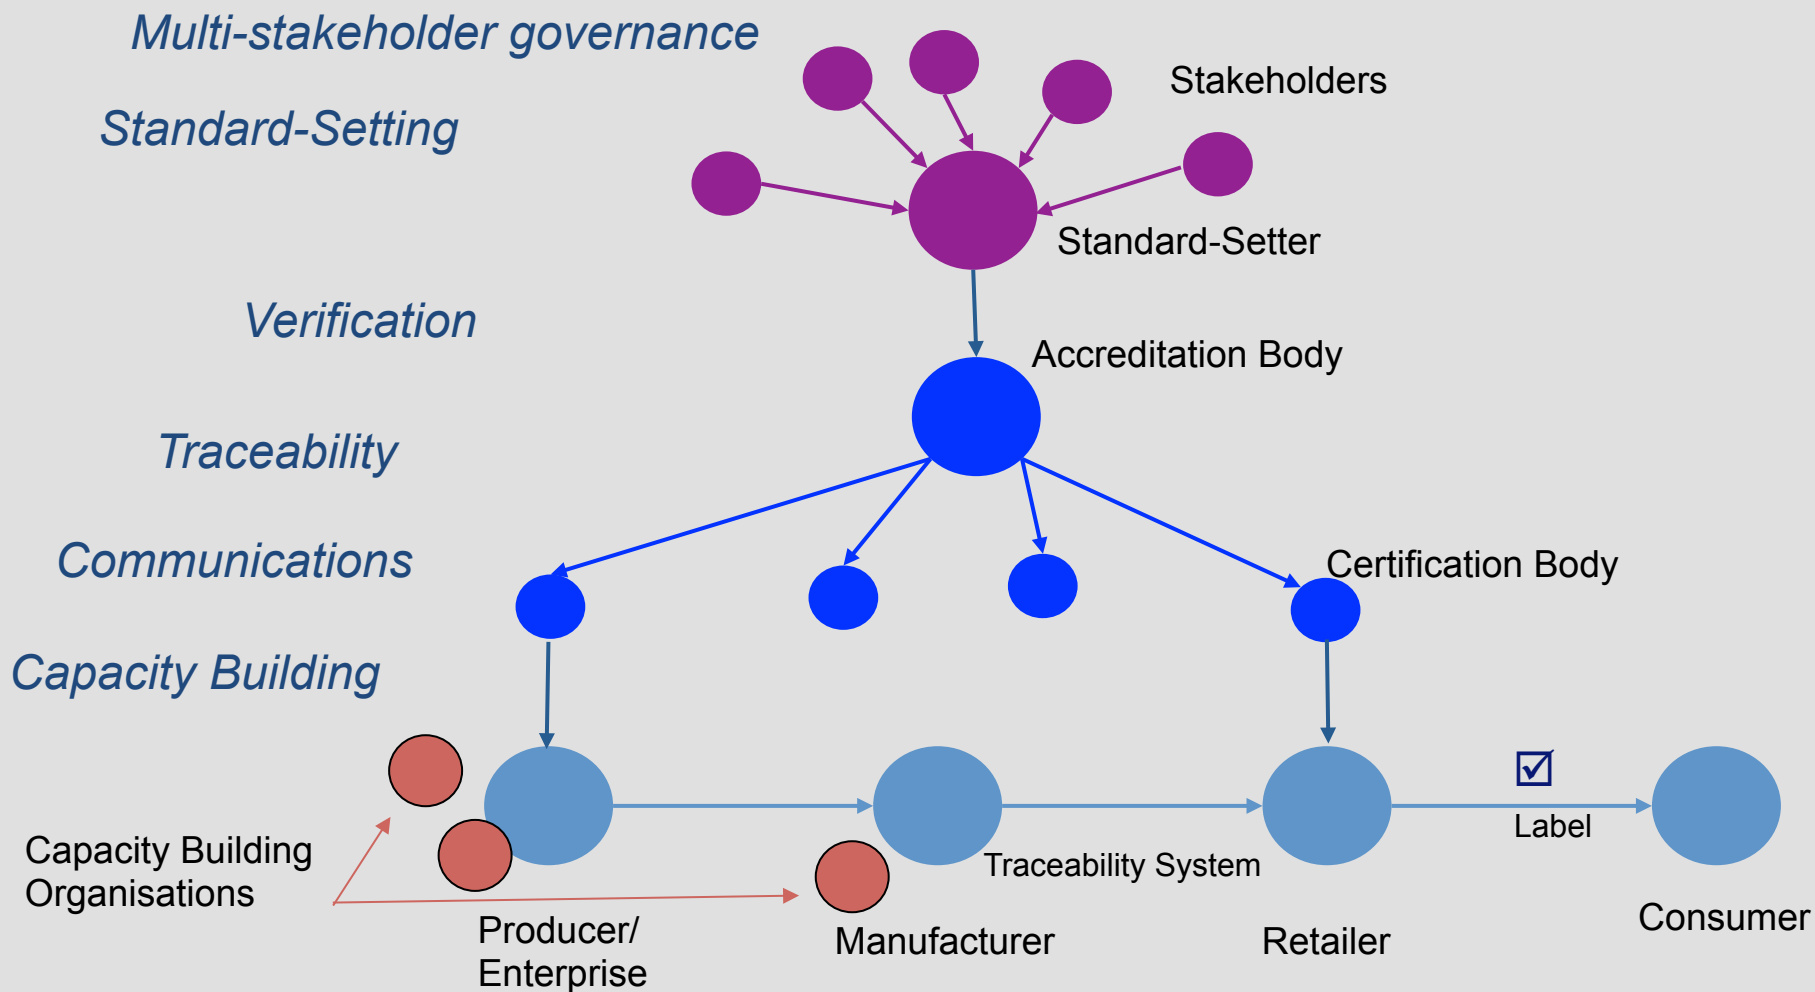 Multi-stakeholder governance
Stakeholders
Standard-Setting
Standard-Setter
Verification
Accreditation Body
Traceability
Communications
Certification Body
Capacity Building
Label
Capacity Building
Organisations
Traceability System
Producer/
Enterprise
Manufacturer
Retailer
Consumer